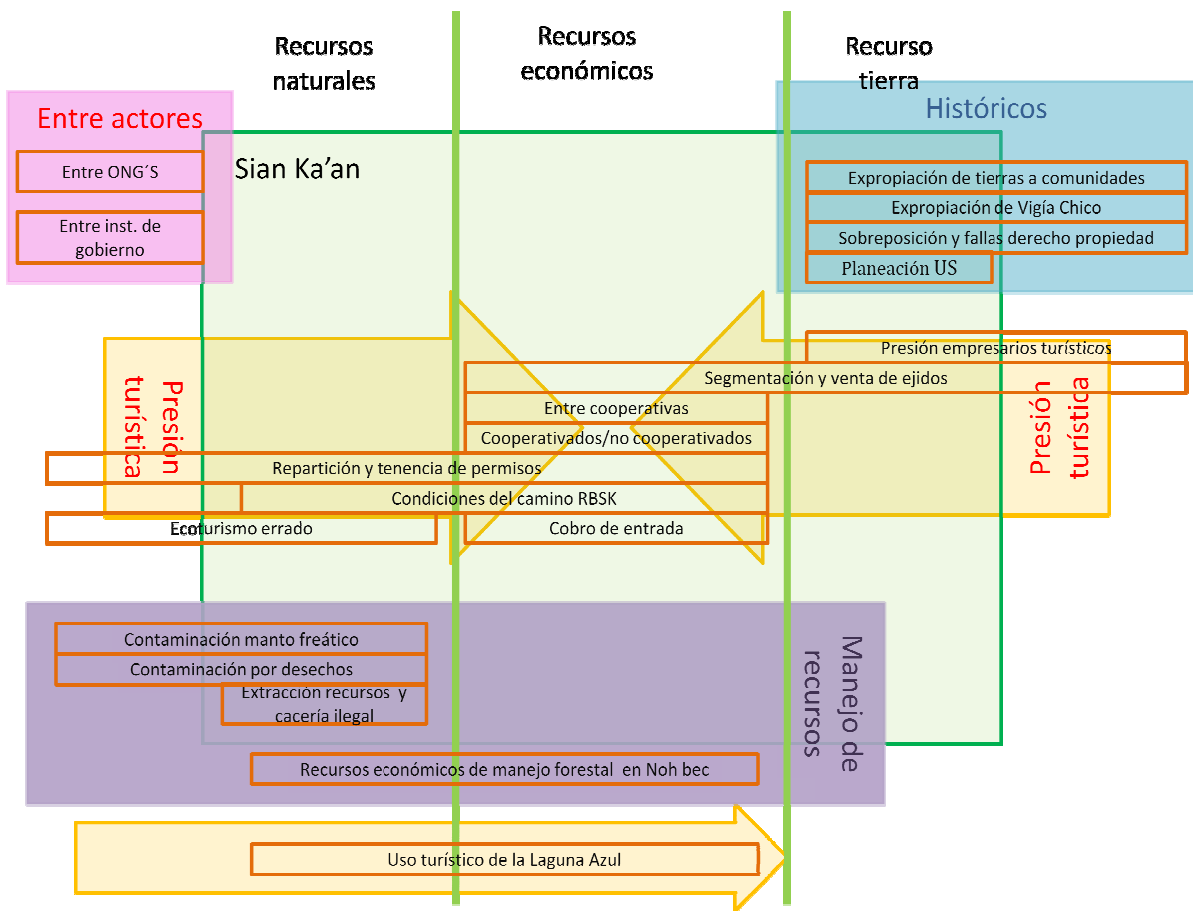 Recursos
naturales
Recursos
económicos
Recurso
tierra
Entre actores
Entre ONG´S
Entre inst. de
gobierno
Sian Ka’an
Históricos
Expropiación de tierras a comunidades
Expropiación de Vigía Chico
Sobreposición y fallas derecho propiedad
Planeación US
Presión
turística
Presión empresarios turísticos
Segmentación y venta de ejidos
Entre cooperativas
Cooperativados/no cooperativados
Repartición y tenencia de permisos
Condiciones del camino RBSK
Ecoturismo errado
Cobro de entrada
Presión
turística
Contaminación manto freático
Contaminación por desechos
Extracción recursos y
cacería ilegal
Recursos económicos de manejo forestal en Noh bec
Manejo de
recursos
Uso turístico de la Laguna Azul